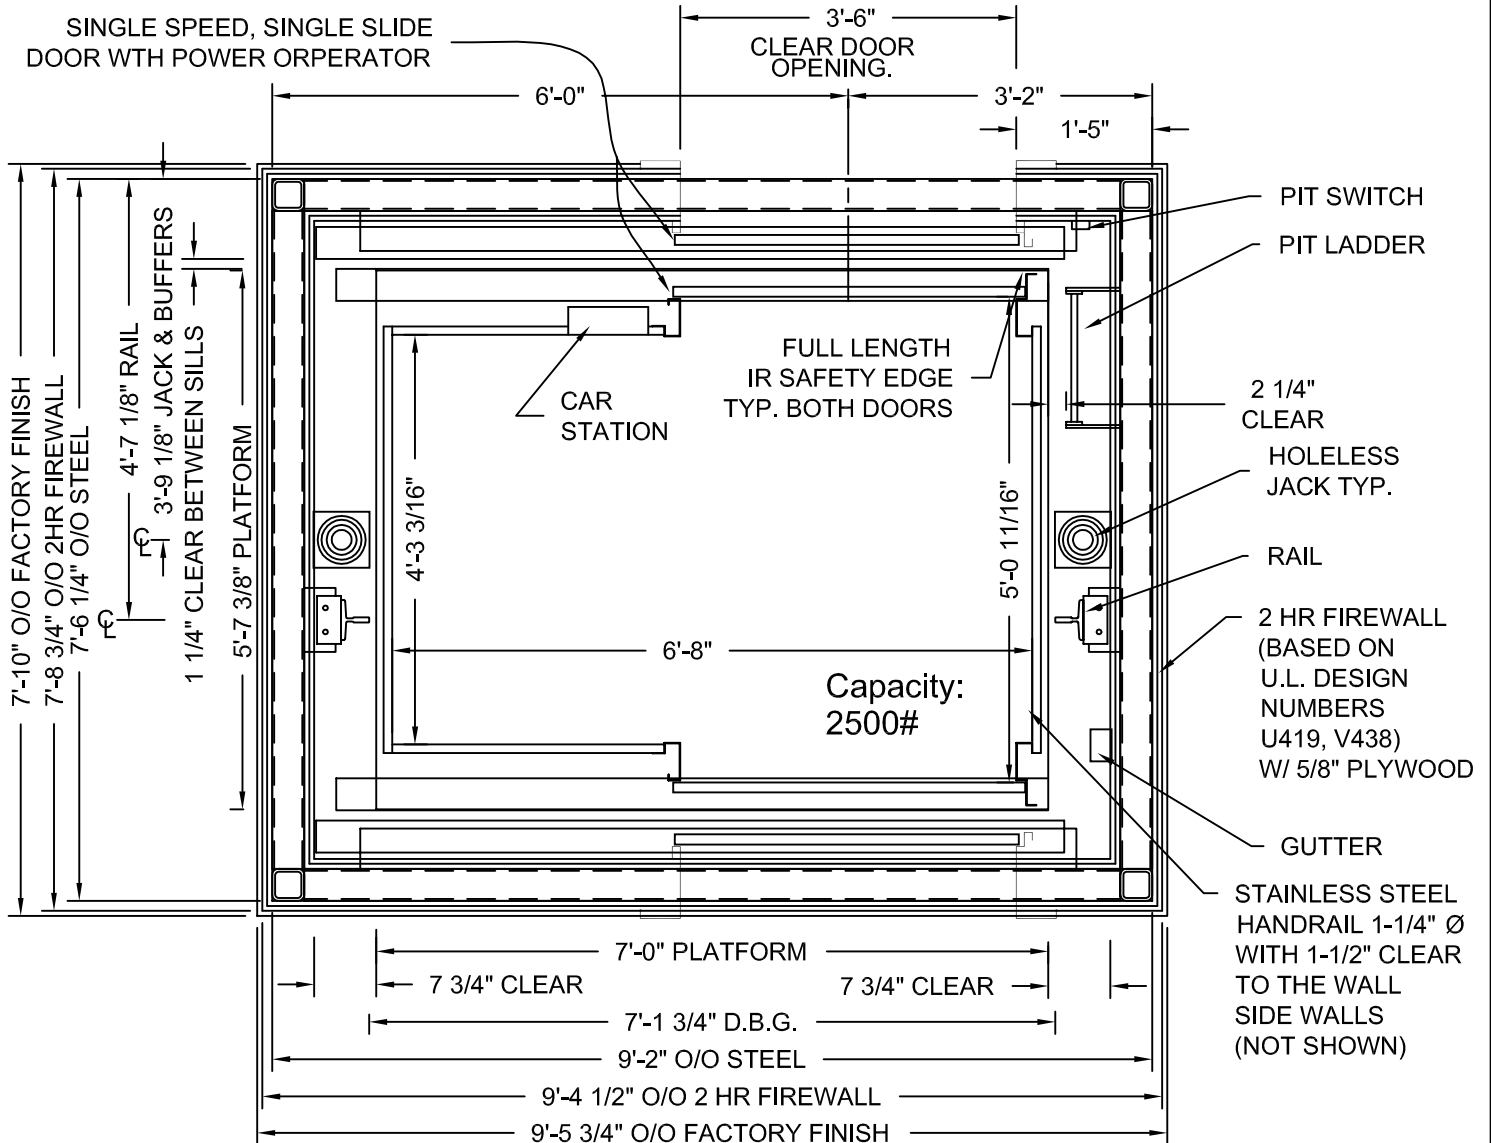 SINGLE SPEED, SINGLE SLIDE
DOOR WTH POWER ORPERATOR
3'-6"
CLEAR DOOR
OPENING.
6'-0"
3'-2"
1'-5"
PIT SWITCH
PIT LADDER
2 1/4"
CLEAR
HOLELESS
JACK TYP.
RAIL
2 HR FIREWALL
(BASED ON
U.L. DESIGN
NUMBERS
U419, V438)
W/ 5/8" PLYWOOD
GUTTER
STAINLESS STEEL
HANDRAIL 1-1/4" Ø
WITH 1-1/2" CLEAR
TO THE WALL
SIDE WALLS
(NOT SHOWN)
7'-10" O/O FACTORY FINISH
7'-8 3/4" O/O 2HR FIREWALL
7'-6 1/4" O/O STEEL
℄
4'-7 1/8" RAIL
℄
3'-9 1/8" JACK & BUFFERS
1 1/4" CLEAR BETWEEN SILLS
5'-7 3/8" PLATFORM
CAR
STATION
FULL LENGTH
IR SAFETY EDGE
TYP. BOTH DOORS
4'-3 3/16"
5'-0 11/16"
6'-8"
Capacity:
2500#
7'-0" PLATFORM
7 3/4" CLEAR
7 3/4" CLEAR
7'-1 3/4" D.B.G.
9'-2" O/O STEEL
9'-4 1/2" O/O 2 HR FIREWALL
9'-5 3/4" O/O FACTORY FINISH